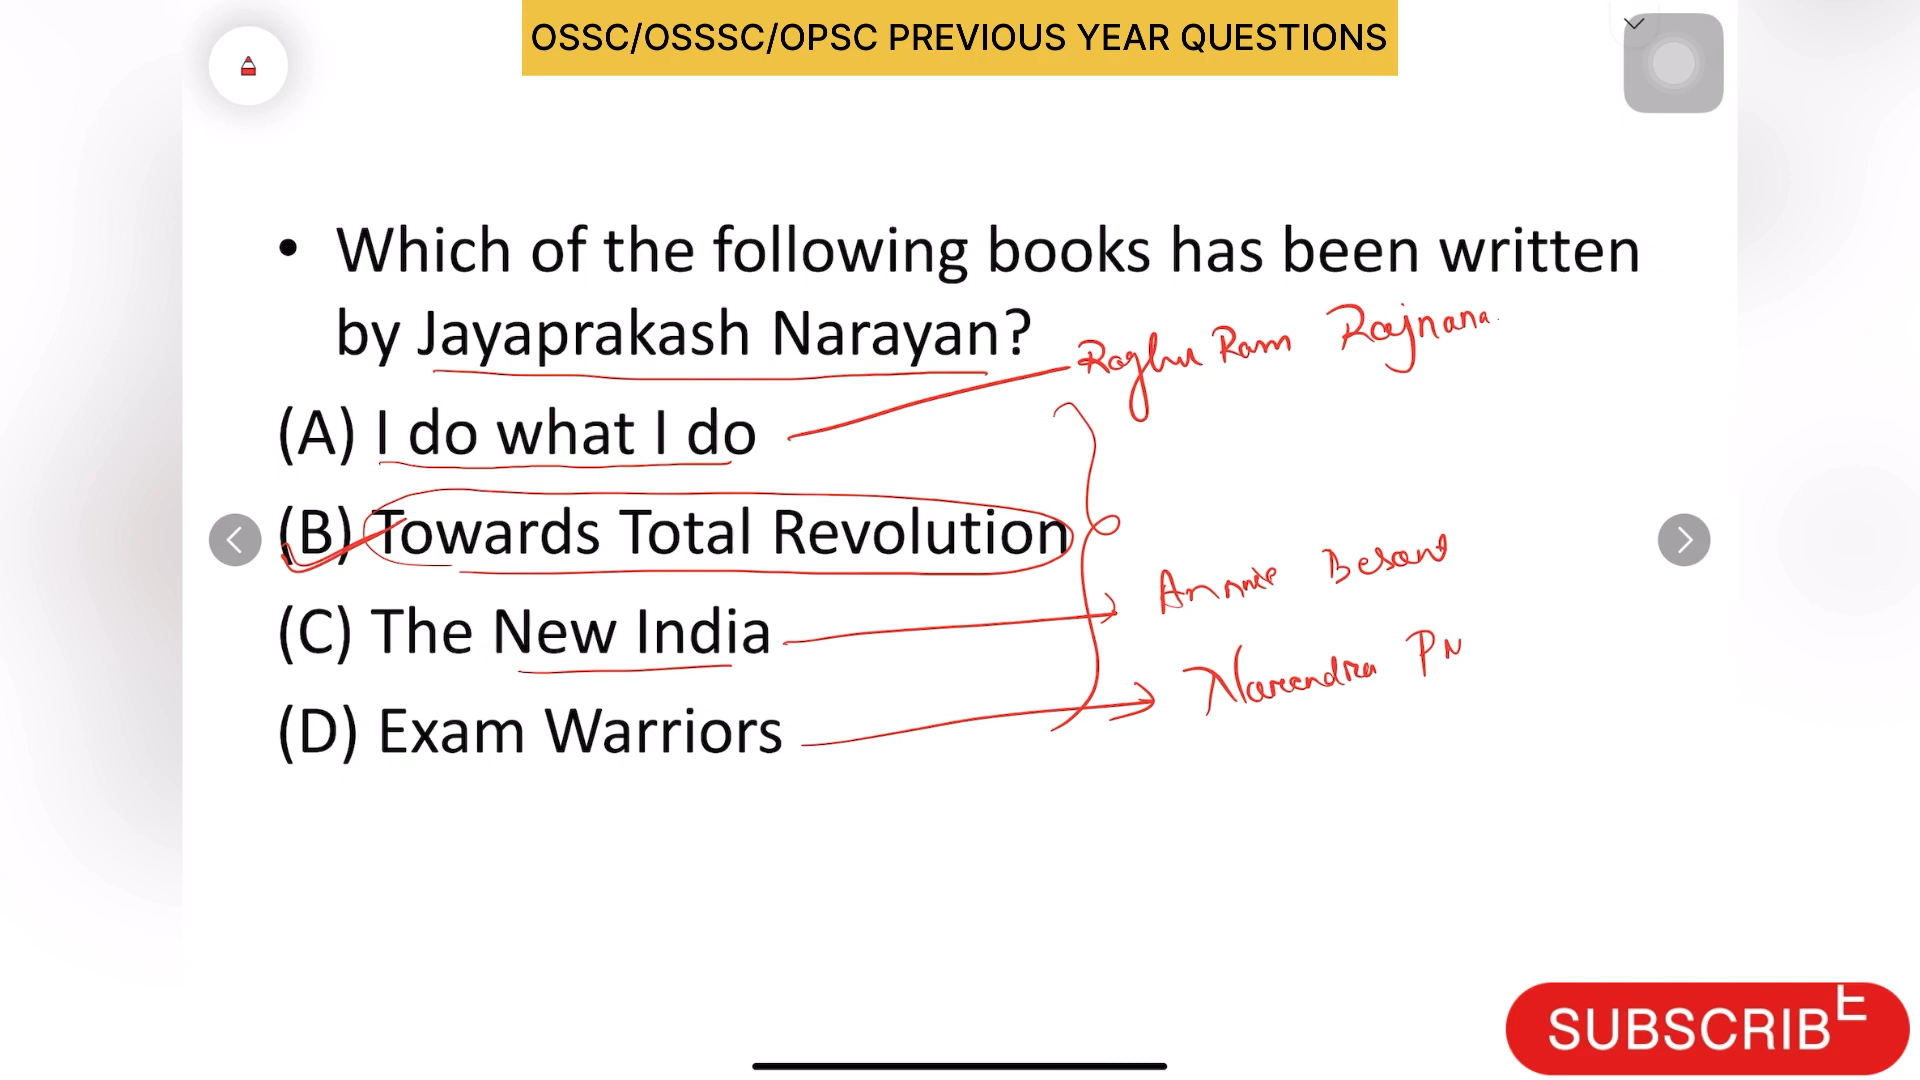 OSSC/OSSSC/OPSC PREVIOUS YEAR QUESTIONS
• Which of the following books has been written
by Jayaprakash Narayan?
Raghu Ram Rajnana.
(A) I do what I do
(B) Towards Total Revolution
Annie Besant
(C) The New India
Narendra PM
(D) Exam Warriors
SUBSCRIBE